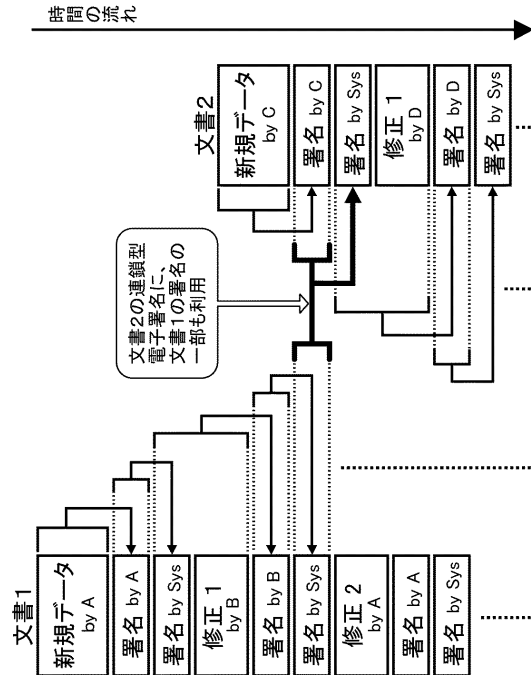 時間の流れ
文書1
新規データ
by A
署名 by A
署名 by Sys
修正 1
by B
署名 by B
署名 by Sys
修正 2
by A
署名 by A
署名 by Sys
文書2の連鎖型
電子署名に、
文書1の署名の
一部も利用
文書2
新規データ
by C
署名 by C
署名 by Sys
修正 1
by D
署名 by D
署名 by Sys